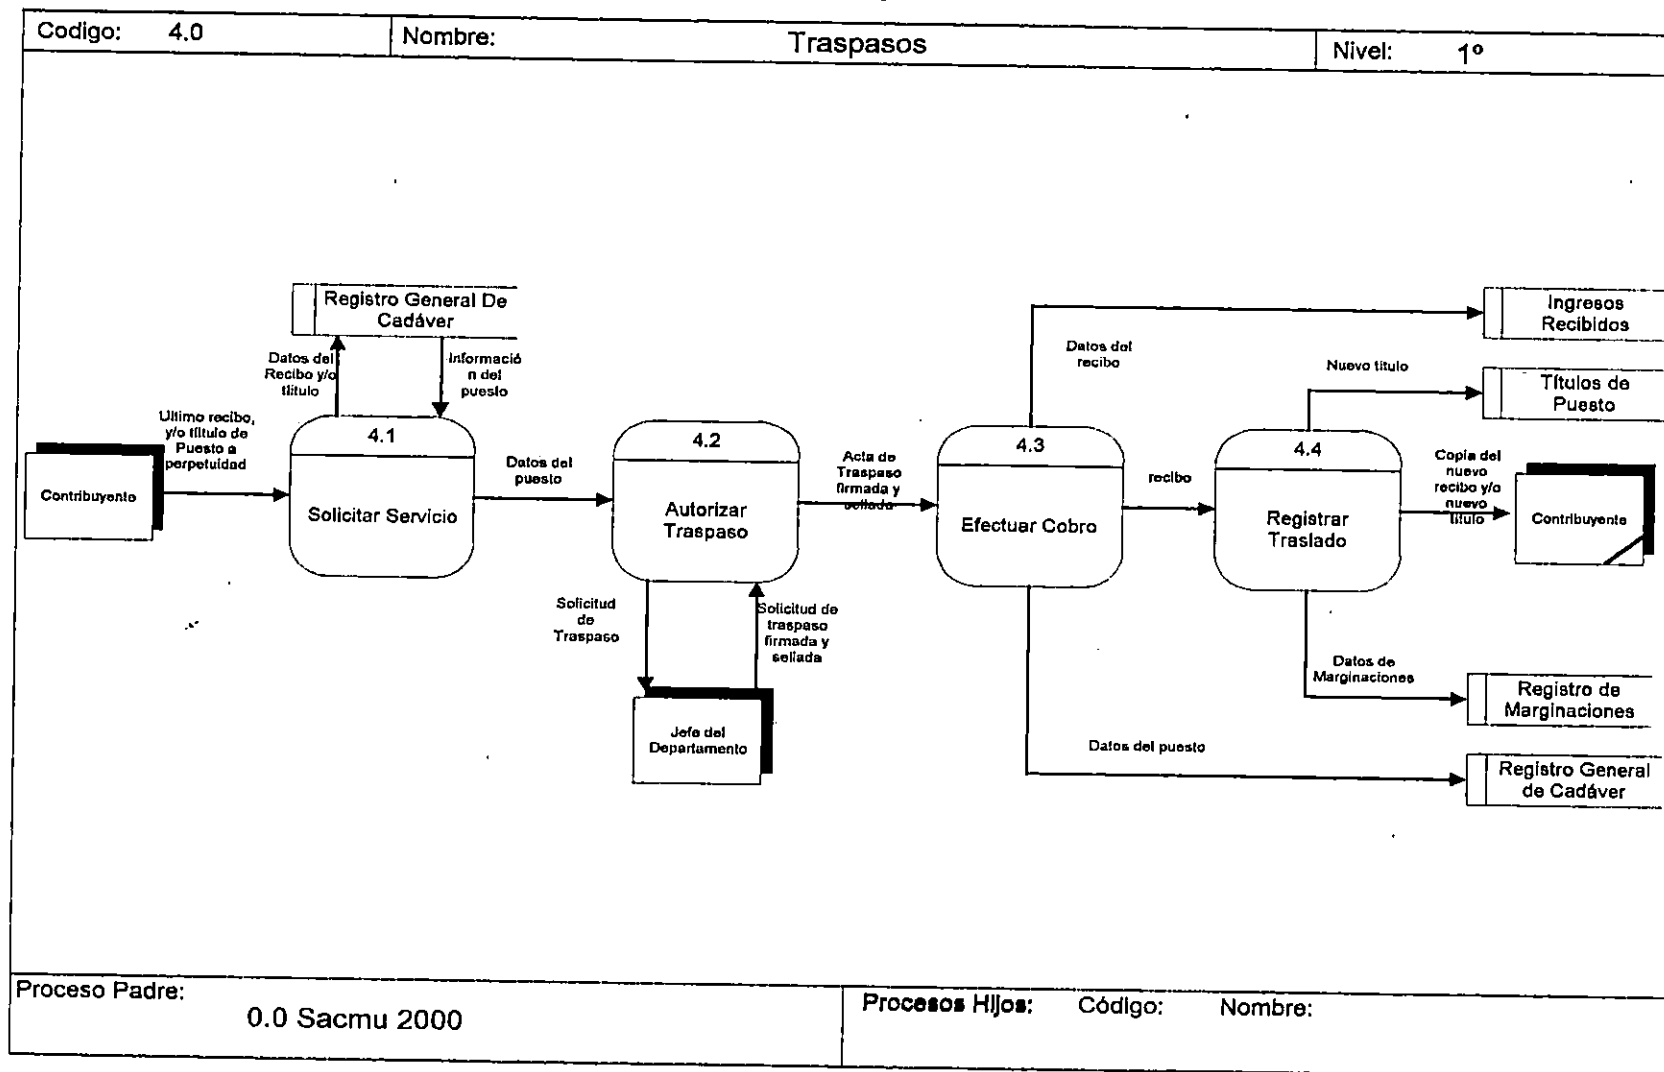 Codigo: 4.0
Nombre: Traspasos
Nivel: 1º
Registro General De
Cadáver
Datos del
Recibo y/o
tíitulo
Informació
n del
puesto
Ultimo recibo,
y/o tíitulo de
Puesto a
perpetuidad
Contribuyente
4.1
Solicitar Servicio
Datos del
puesto
4.2
Autorizar
Traspaso
Solicitud
de
Traspaso
Solicitud de
traspaso
firmada y
sellada
Jefe del
Departamento
Acta de
Traspaso
firmada y
sellada
4.3
Efectuar Cobro
Datos del
recibo
Ingresos
Recibidos
recibo
4.4
Registrar
Traslado
Nuevo titulo
Títulos de
Puesto
Copia del
nuevo
recibo y/o
nuevo
titulo
Contribuyente
Datos de
Marginaciones
Registro de
Marginaciones
Datos del puesto
Registro General
de Cadáver
Proceso Padre:
0.0 Sacmu 2000
Procesos Hijos: Código: Nombre: